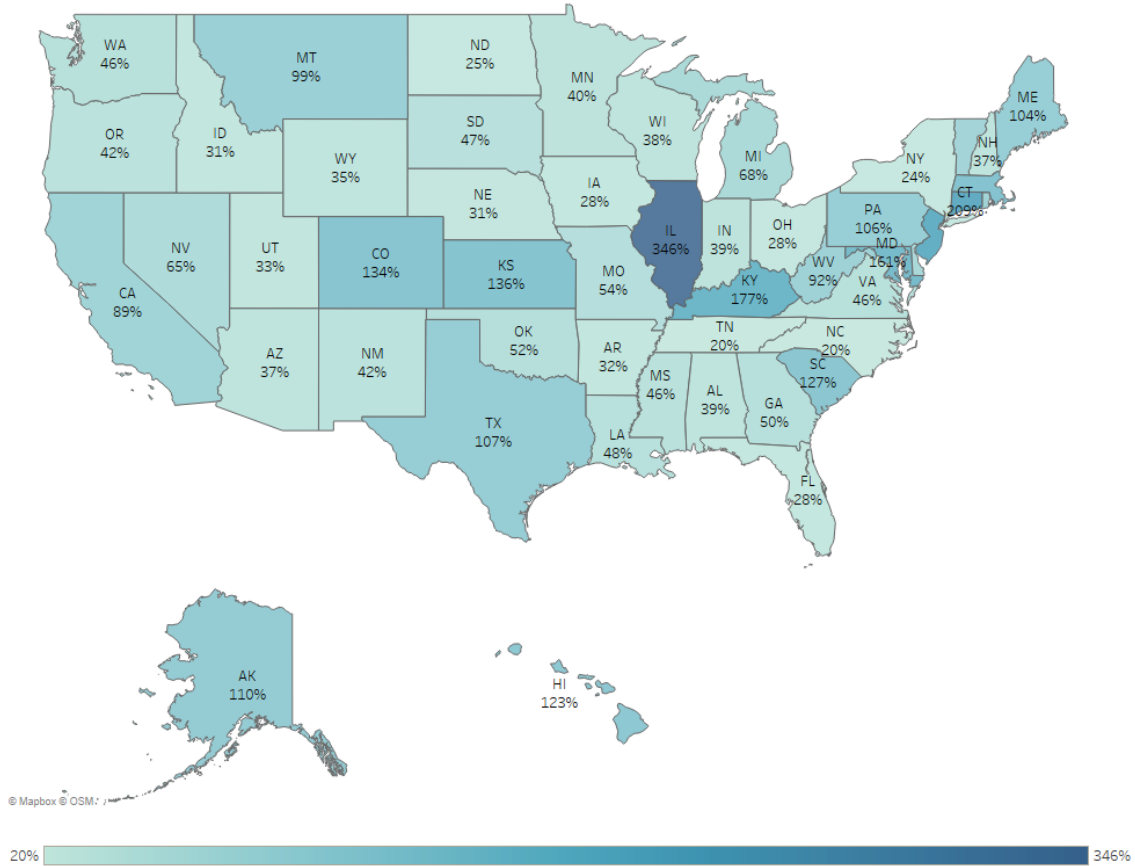 WA
46%
MT
99%
ND
25%
MN
40%
ME
104%
OR
42%
ID
31%
SD
47%
WI
38%
NH
37%
WY
35%
MI
68%
NY
24%
NE
31%
IA
28%
CT
209%
NV
65%
UT
33%
CO
134%
KS
136%
IL
346%
IN
39%
OH
28%
PA
106%
MD
161%
CA
89%
MO
54%
KY
177%
WV
92%
VA
46%
AZ
37%
NM
42%
OK
52%
AR
32%
TN
20%
NC
20%
SC
127%
MS
46%
AL
39%
GA
50%
TX
107%
LA
48%
FL
28%
AK
110%
HI
123%
© Mapbox © OSM
20%
346%